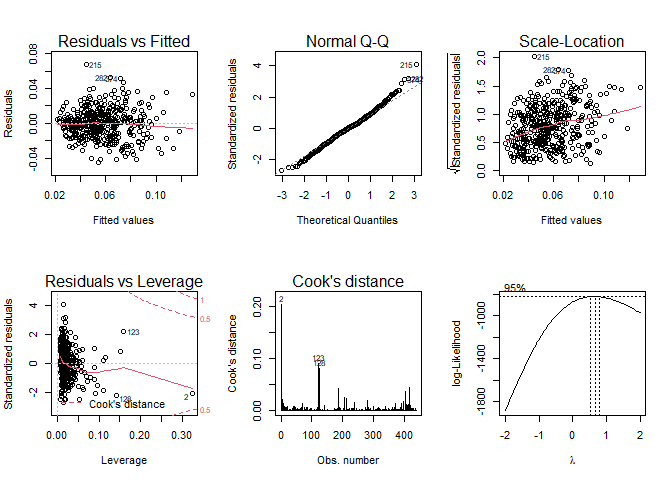 Residuals vs Fitted
Residuals
-0.04 0.00 0.04 0.08
215
282
374
0.02 0.06 0.10
Fitted values
Normal Q-Q
Standardized residuals
-2 0 2 4
215
-3 -2 -1 0 1 2 3
Theoretical Quantiles
Scale-Location
√|Standardized residuals|
0.0 0.5 1.0 1.5 2.0
215
282
374
0.02 0.06 0.10
Fitted values
Residuals vs Leverage
Standardized residuals
-2 0 2 4
1
0.5
123
128
2
Cook's distance
0.5
0.00 0.10 0.20 0.30
Leverage
Cook's distance
Cook's distance
0.00 0.10 0.20
2
123
128
0 100 200 300 400
Obs. number
95%
log-Likelihood
-1800 -1400 -1000
-2 -1 0 1 2
λ